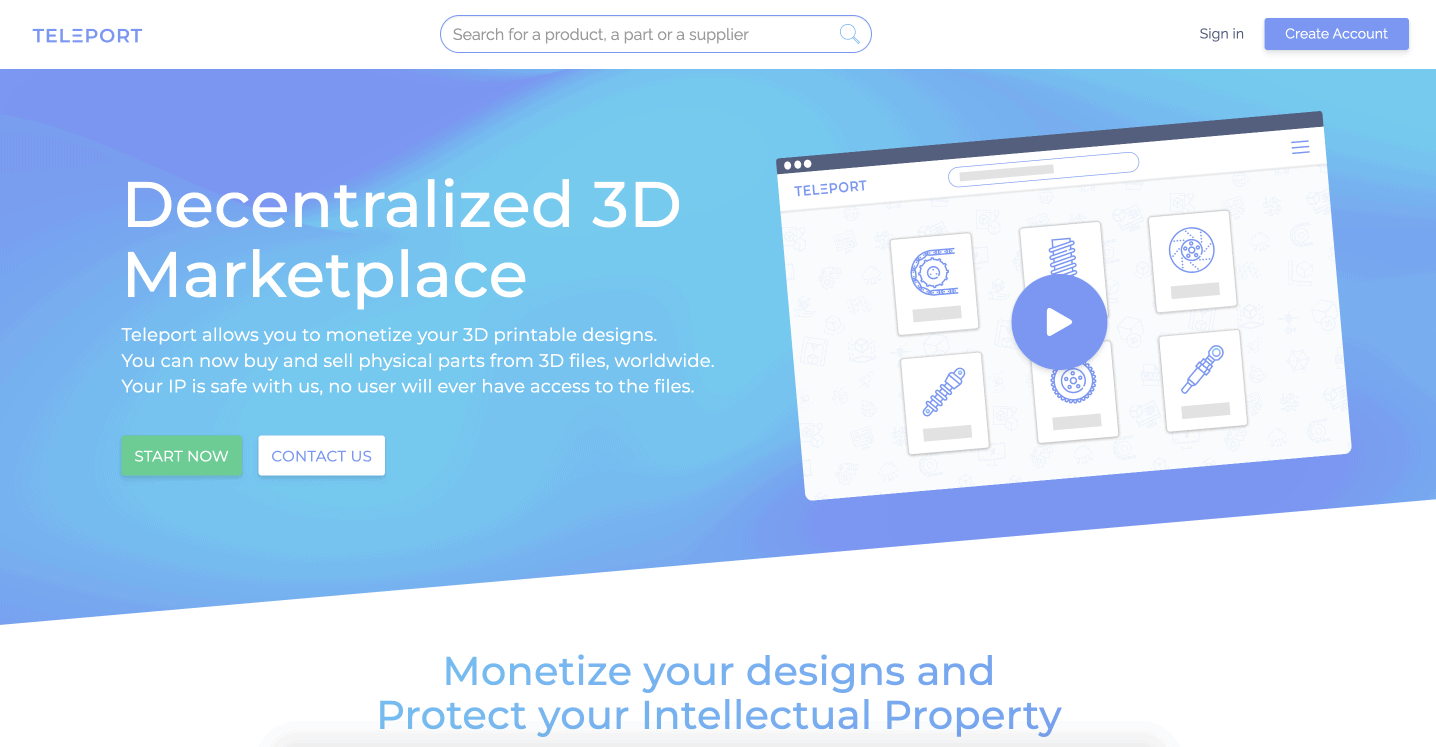 TELEPORT
Search for a product, a part or a supplier
Sign in
Create Account
Decentralized 3D
Marketplace
Teleport allows you to monetize your 3D printable designs.
You can now buy and sell physical parts from 3D files, worldwide.
Your IP is safe with us, no user will ever have access to the files.
START NOW
CONTACT US
TELEPORT
Monetize your designs and
Protect your Intellectual Property